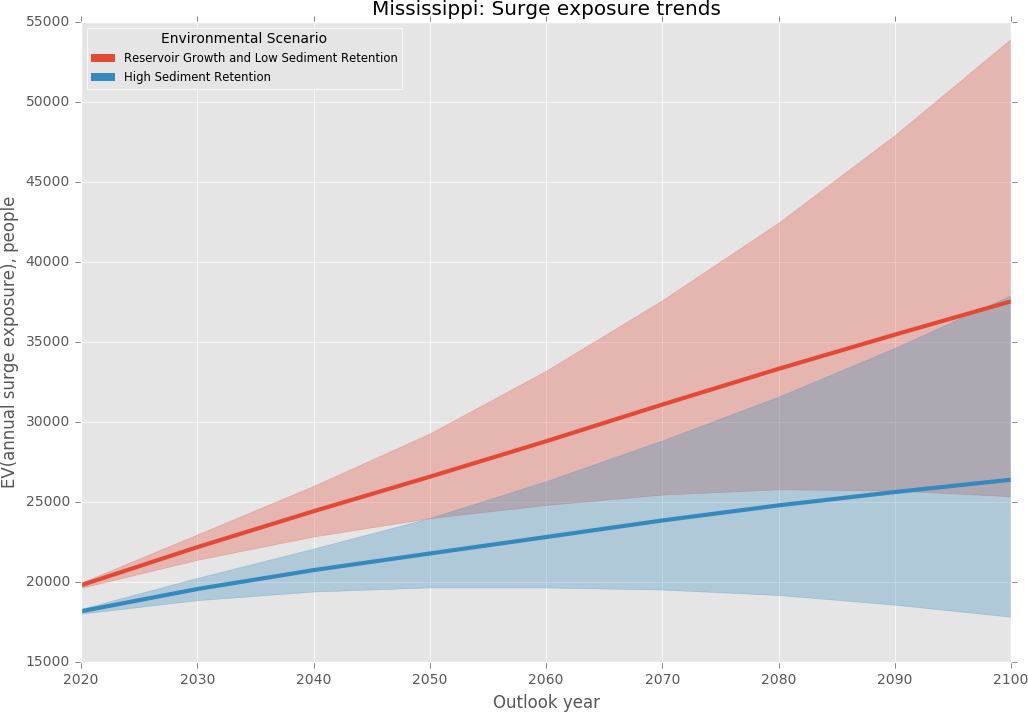 Mississippi: Surge exposure trends
55000
50000
45000
40000
35000
30000
25000
20000
15000
EV(annual surge exposure), people
Environmental Scenario
Reservoir Growth and Low Sediment Retention
High Sediment Retention
2020 2030 2040 2050 2060 2070 2080 2090 2100
Outlook year